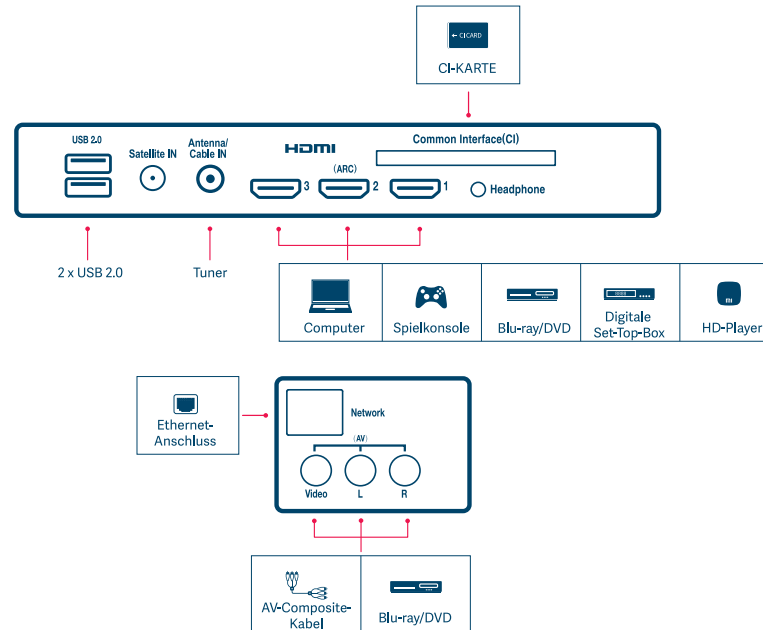 ← CICARD
CI-KARTE
USB 2.0
Satellite IN
Antenna/
Cable IN
HDMI
Common Interface(CI)
(ARC)
3
2
1
Headphone
2 x USB 2.0
Tuner
Computer
Spielkonsole
Blu-ray/DVD
Digitale
Set-Top-Box
mi
HD-Player
Ethernet-
Anschluss
Network
(AV)
Video
L
R
AV-Composite-
Kabel
Blu-ray/DVD